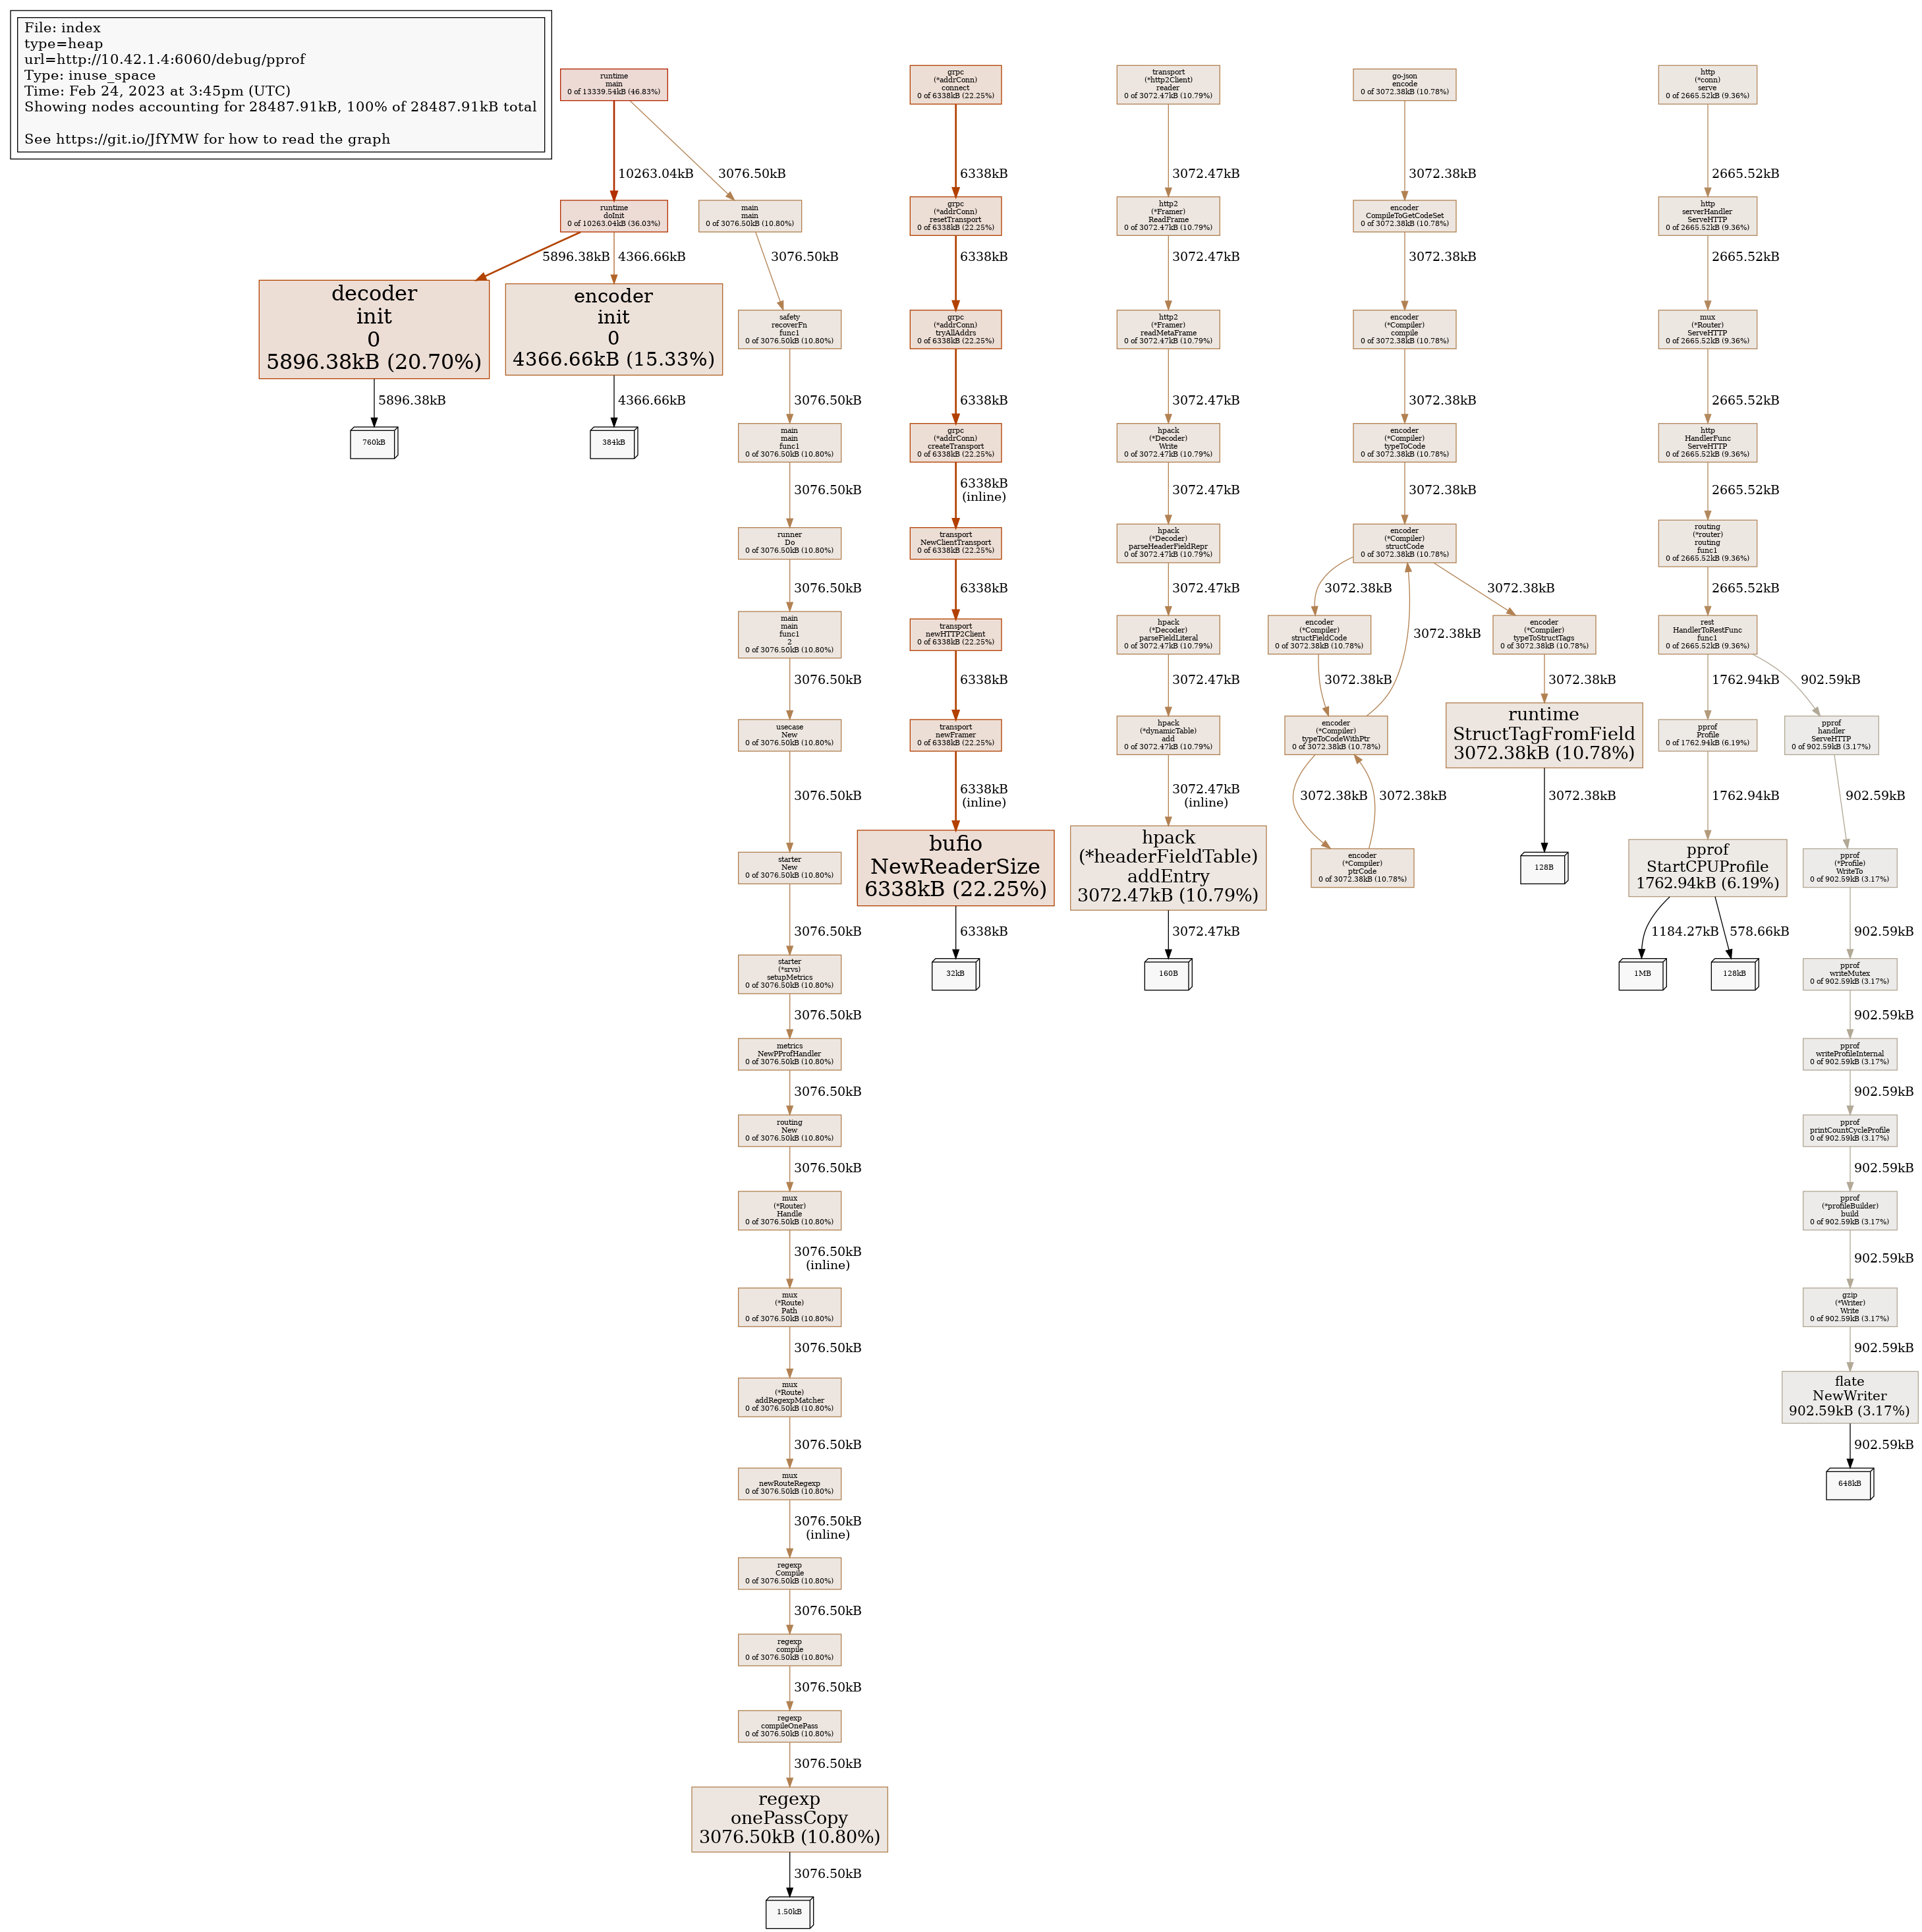 File: index
type=heap
url=http://10.42.1.4:6060/debug/pprof
Type: inuse_space
Time: Feb 24, 2023 at 3:45pm (UTC)
Showing nodes accounting for 28487.91kB, 100% of 28487.91kB total
See https://git.io/JfYMW for how to read the graph
runtime
main
0 of 13339.54kB (46.83%)
10263.04kB
3076.50kB
runtime
doInit
0 of 10263.04kB (36.03%)
5896.38kB
4366.66kB
decoder
init
0
5896.38kB (20.70%)
5896.38kB
760kB
encoder
init
0
4366.66kB (15.33%)
4366.66kB
384kB
main
main
0 of 3076.50kB (10.80%)
3076.50kB
safety
recoverFn
func1
0 of 3076.50kB (10.80%)
3076.50kB
main
main
func1
0 of 3076.50kB (10.80%)
3076.50kB
runner
Do
0 of 3076.50kB (10.80%)
3076.50kB
main
main
func1
2
0 of 3076.50kB (10.80%)
3076.50kB
usecase
New
0 of 3076.50kB (10.80%)
3076.50kB
starter
New
0 of 3076.50kB (10.80%)
3076.50kB
starter
(*srvs)
setupMetrics
0 of 3076.50kB (10.80%)
3076.50kB
metrics
NewPProfHandler
0 of 3076.50kB (10.80%)
3076.50kB
routing
New
0 of 3076.50kB (10.80%)
3076.50kB
mux
(*Router)
Handle
0 of 3076.50kB (10.80%)
3076.50kB
(inline)
mux
(*Route)
Path
0 of 3076.50kB (10.80%)
3076.50kB
mux
(*Route)
addRegexpMatcher
0 of 3076.50kB (10.80%)
3076.50kB
mux
newRouteRegexp
0 of 3076.50kB (10.80%)
3076.50kB
(inline)
regexp
Compile
0 of 3076.50kB (10.80%)
3076.50kB
regexp
compile
0 of 3076.50kB (10.80%)
3076.50kB
regexp
compileOnePass
0 of 3076.50kB (10.80%)
3076.50kB
regexp
onePassCopy
3076.50kB (10.80%)
3076.50kB
1.50kB
grpc
(*addrConn)
connect
0 of 6338kB (22.25%)
6338kB
grpc
(*addrConn)
resetTransport
0 of 6338kB (22.25%)
6338kB
grpc
(*addrConn)
tryAllAddrs
0 of 6338kB (22.25%)
6338kB
grpc
(*addrConn)
createTransport
0 of 6338kB (22.25%)
6338kB
(inline)
transport
NewClientTransport
0 of 6338kB (22.25%)
6338kB
transport
newHTTP2Client
0 of 6338kB (22.25%)
6338kB
transport
newFramer
0 of 6338kB (22.25%)
6338kB
(inline)
bufio
NewReaderSize
6338kB (22.25%)
6338kB
32kB
transport
(*http2Client)
reader
0 of 3072.47kB (10.79%)
3072.47kB
http2
(*Framer)
ReadFrame
0 of 3072.47kB (10.79%)
3072.47kB
http2
(*Framer)
readMetaFrame
0 of 3072.47kB (10.79%)
3072.47kB
hpack
(*Decoder)
Write
0 of 3072.47kB (10.79%)
3072.47kB
hpack
(*Decoder)
parseHeaderFieldRepr
0 of 3072.47kB (10.79%)
3072.47kB
hpack
(*Decoder)
parseFieldLiteral
0 of 3072.47kB (10.79%)
3072.47kB
hpack
(*dynamicTable)
add
0 of 3072.47kB (10.79%)
3072.47kB
(inline)
hpack
(*headerFieldTable)
addEntry
3072.47kB (10.79%)
3072.47kB
160B
go-json
encode
0 of 3072.38kB (10.78%)
3072.38kB
encoder
CompileToGetCodeSet
0 of 3072.38kB (10.78%)
3072.38kB
encoder
(*Compiler)
compile
0 of 3072.38kB (10.78%)
3072.38kB
encoder
(*Compiler)
typeToCode
0 of 3072.38kB (10.78%)
3072.38kB
encoder
(*Compiler)
structCode
0 of 3072.38kB (10.78%)
3072.38kB
3072.38kB
encoder
(*Compiler)
structFieldCode
0 of 3072.38kB (10.78%)
3072.38kB
3072.38kB
encoder
(*Compiler)
typeToCodeWithPtr
0 of 3072.38kB (10.78%)
3072.38kB
3072.38kB
encoder
(*Compiler)
ptrCode
0 of 3072.38kB (10.78%)
encoder
(*Compiler)
typeToStructTags
0 of 3072.38kB (10.78%)
3072.38kB
runtime
StructTagFromField
3072.38kB (10.78%)
3072.38kB
128B
http
(*conn)
serve
0 of 2665.52kB (9.36%)
2665.52kB
http
serverHandler
ServeHTTP
0 of 2665.52kB (9.36%)
2665.52kB
mux
(*Router)
ServeHTTP
0 of 2665.52kB (9.36%)
2665.52kB
http
HandlerFunc
ServeHTTP
0 of 2665.52kB (9.36%)
2665.52kB
routing
(*router)
routing
func1
0 of 2665.52kB (9.36%)
2665.52kB
rest
HandlerToRestFunc
func1
0 of 2665.52kB (9.36%)
1762.94kB
902.59kB
pprof
Profile
0 of 1762.94kB (6.19%)
1762.94kB
pprof
StartCPUProfile
1762.94kB (6.19%)
1184.27kB
578.66kB
1MB
128kB
pprof
handler
ServeHTTP
0 of 902.59kB (3.17%)
902.59kB
pprof
(*Profile)
WriteTo
0 of 902.59kB (3.17%)
902.59kB
pprof
writeMutex
0 of 902.59kB (3.17%)
902.59kB
pprof
writeProfileInternal
0 of 902.59kB (3.17%)
902.59kB
pprof
printCountCycleProfile
0 of 902.59kB (3.17%)
902.59kB
pprof
(*profileBuilder)
build
0 of 902.59kB (3.17%)
902.59kB
gzip
(*Writer)
Write
0 of 902.59kB (3.17%)
902.59kB
flate
NewWriter
902.59kB (3.17%)
902.59kB
648kB